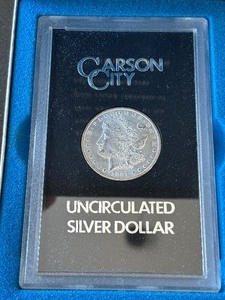 CARSON
CITY
UNCIRCULATED
SILVER DOLLAR